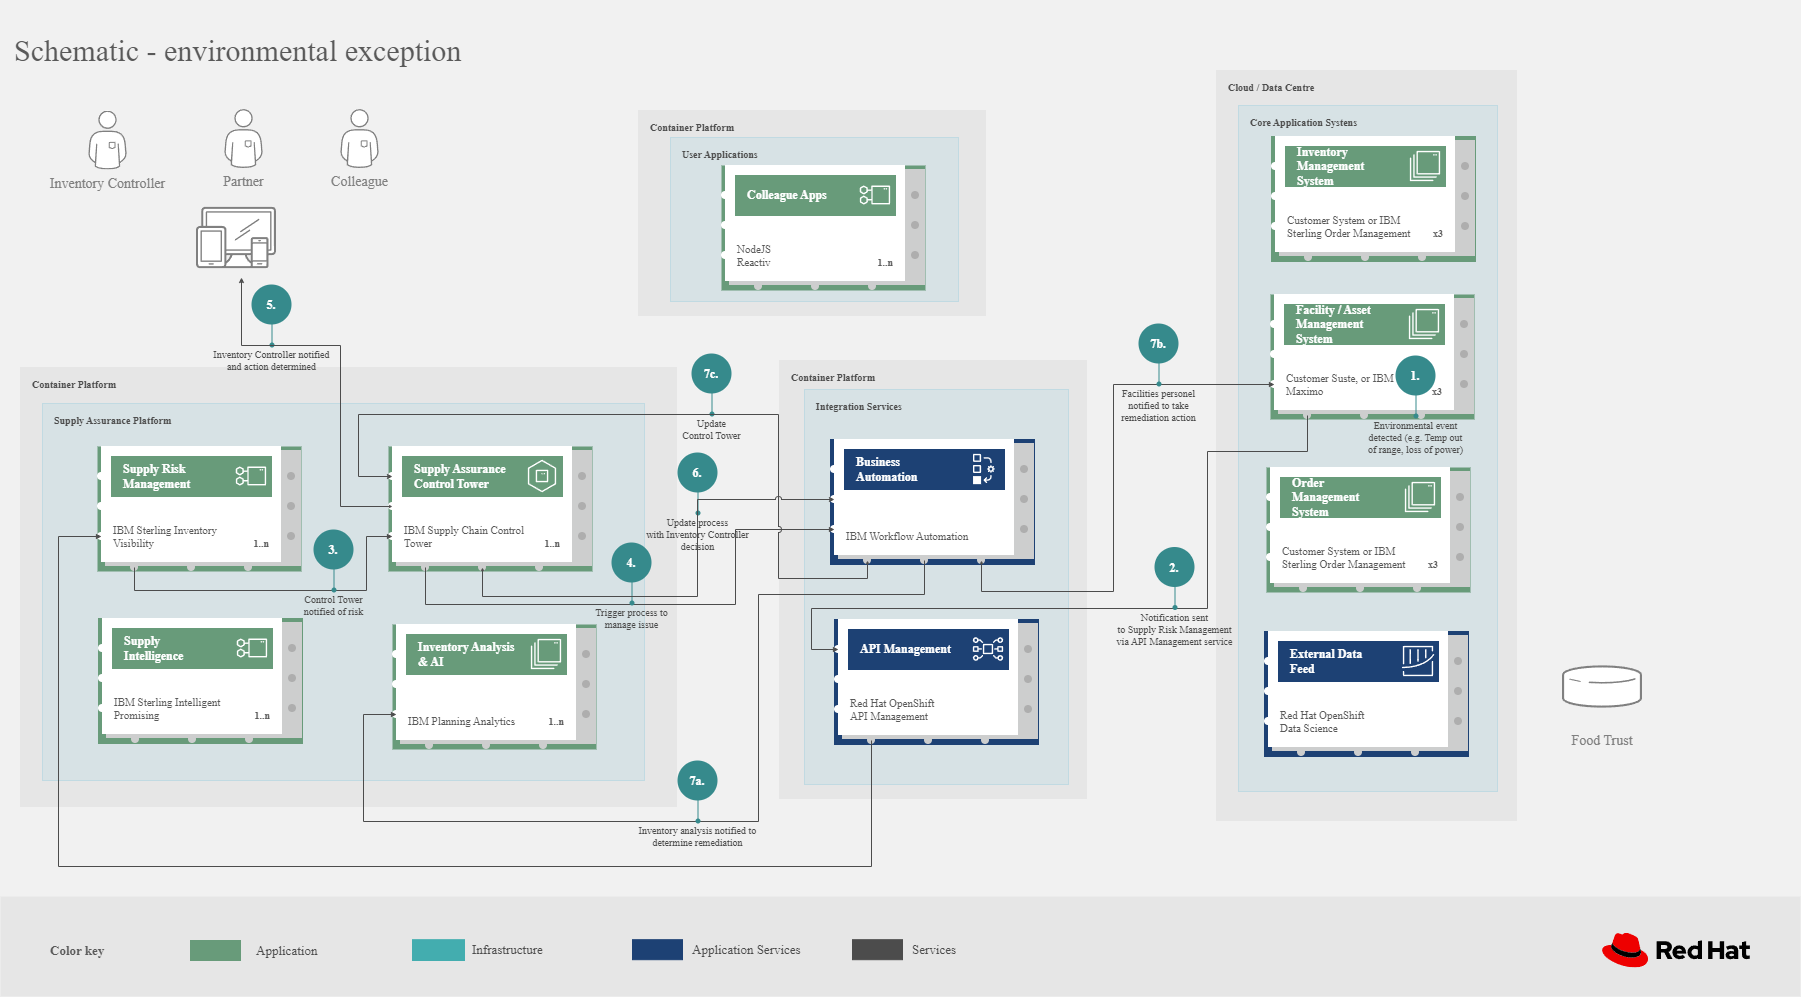 Schematic - environmental exception
Inventory Controller
Partner
Colleague
5.
Inventory Controller notified
and action determined
Container Platform
User Applications
Colleague Apps
NodeJS
Reactiv
1..n
Cloud / Data Centre
Core Application Systens
Inventory
Management
System
Customer System or IBM
Sterling Order Management
x3
Facility / Asset
Management
System
Customer Suste, or IBM
Maximo
x3
1.
Environmental event
detected (e.g. Temp out
of range, loss of power)
Order
Management
System
Customer System or IBM
Sterling Order Management
x3
External Data
Feed
Red Hat OpenShift
Data Science
Container Platform
Supply Assurance Platform
Supply Risk
Management
IBM Sterling Inventory
Visibility
1..n
Supply Assurance
Control Tower
IBM Supply Chain Control
Tower
1..n
3.
Control Tower
notified of risk
Supply
Intelligence
IBM Sterling Intelligent
Promising
1..n
Inventory Analysis
& AI
IBM Planning Analytics
1..n
7c.
Update
Control Tower
6.
Update process
with Inventory Controller
decision
4.
Trigger process to
manage issue
7a.
Inventory analysis notified to
determine remediation
Container Platform
Integration Services
Business
Automation
IBM Workflow Automation
API Management
Red Hat OpenShift
API Management
7b.
Facilities personel
notified to take
remediation action
2.
Notification sent
to Supply Risk Management
via API Management service
Food Trust
Color key
Application
Infrastructure
Application Services
Services
Red Hat